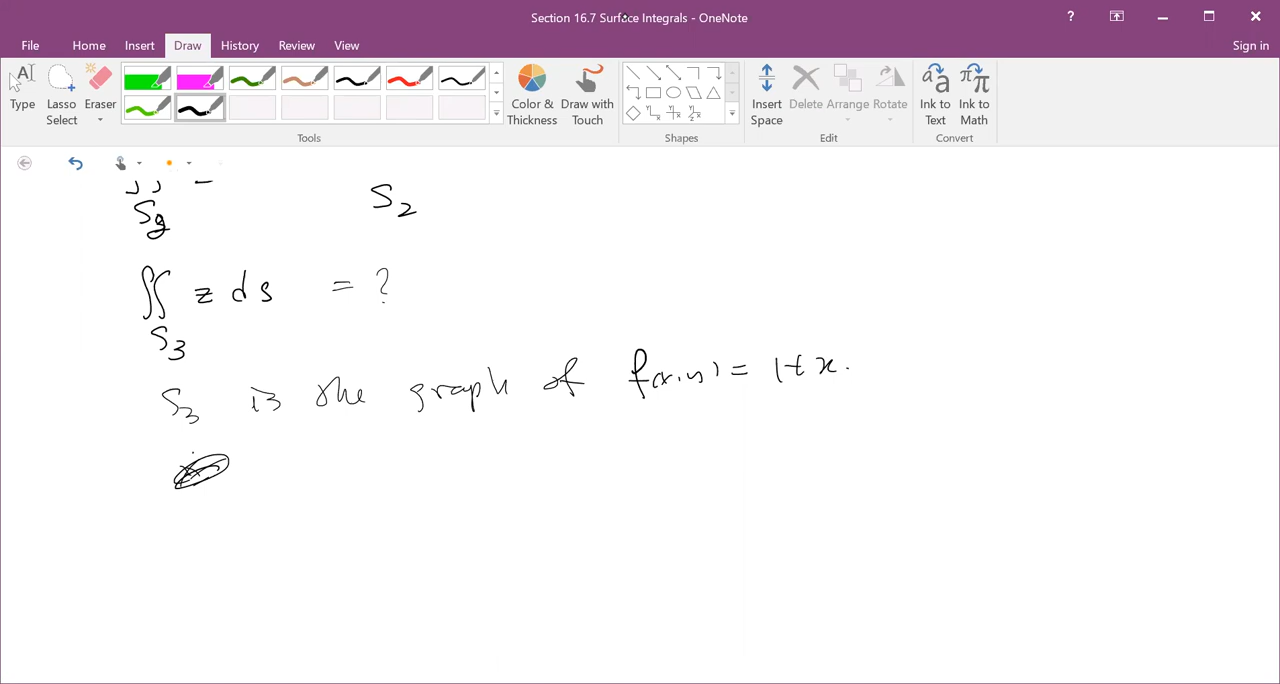 Section 16.7 Surface Integrals - OneNote
File Home Insert Draw History Review View Sign in
Type Lasso Select Eraser Color & Thickness Draw with Touch Insert Space Delete Arrange Rotate Ink to Text Ink to Math
Tools Shapes Edit Convert
S₂ S₂
∬ z ds = ?
S₃
S₃ is the graph of f(x,y) = 1+x.